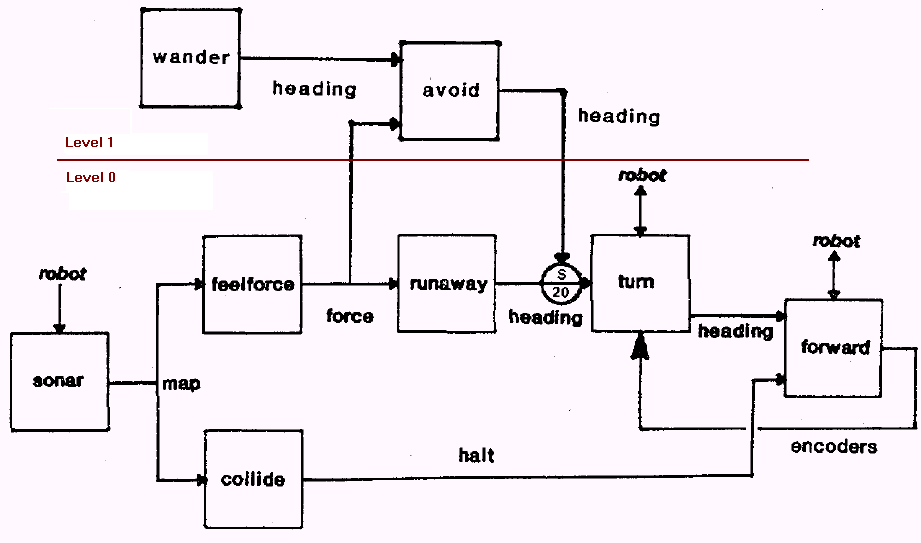 wander
heading
avoid
heading
Level 1
Level 0
robot
robot
robot
feelforce
force
runaway
heading
S
20
turn
heading
forward
sonar
map
collide
halt
encoders